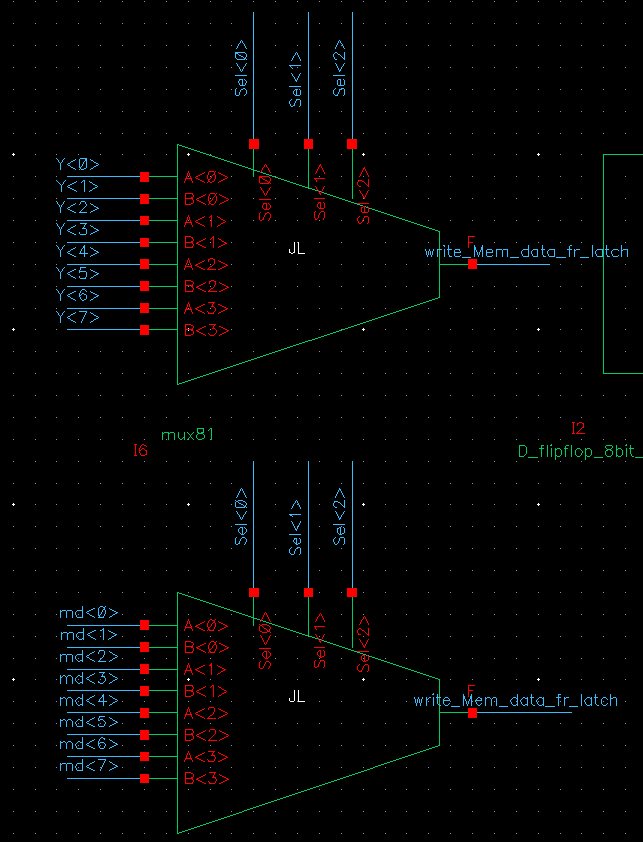 Sel<0>
Sel<1>
Sel<2>
Y<0>
Y<1>
Y<2>
Y<3>
Y<4>
Y<5>
Y<6>
Y<7>
A<0>
B<0>
A<1>
B<1>
A<2>
B<2>
A<3>
B<3>
Sel<0>
Sel<1>
Sel<2>
JL
F
write_Mem_data_fr_latch
mux81
I6
I2
D_flipflop_8bit_
Sel<0>
Sel<1>
Sel<2>
md<0>
md<1>
md<2>
md<3>
md<4>
md<5>
md<6>
md<7>
A<0>
B<0>
A<1>
B<1>
A<2>
B<2>
A<3>
B<3>
Sel<0>
Sel<1>
Sel<2>
JL
F
write_Mem_data_fr_latch